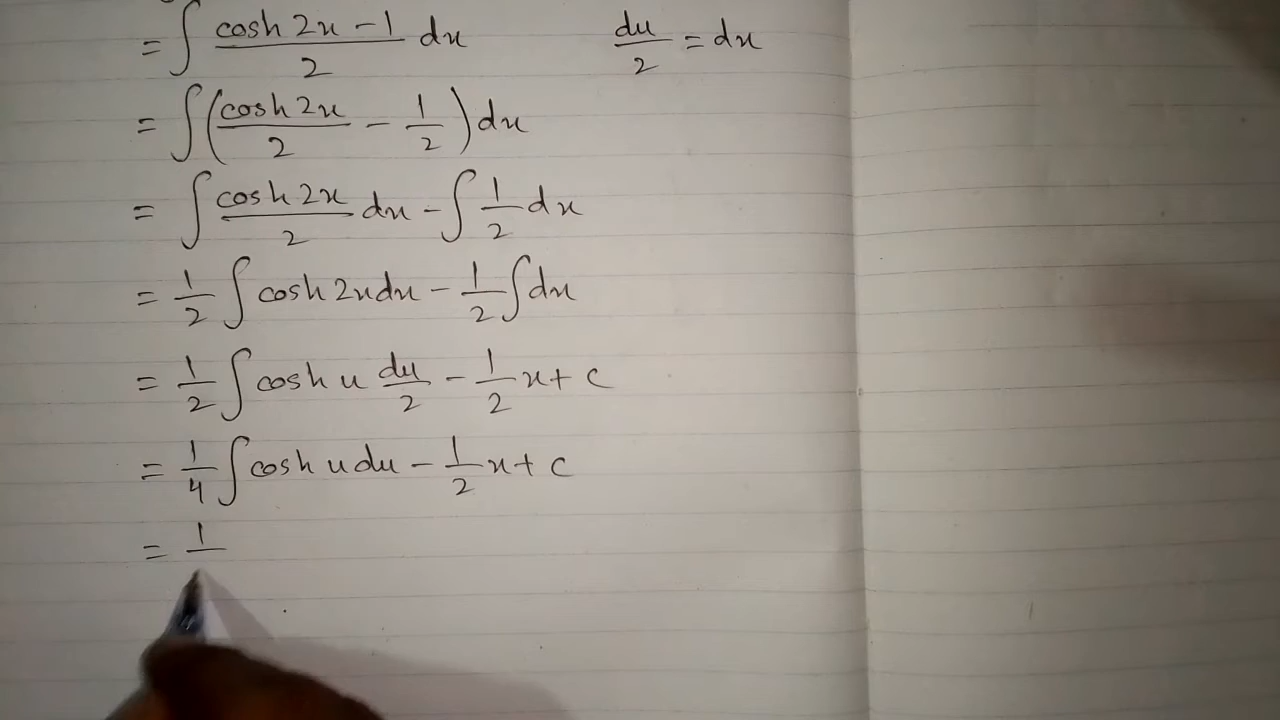 = ∫ (cosh 2x − 1)/2 dx du/2 = dx
= ∫ (cosh 2x/2 − 1/2) dx
= ∫ cosh 2x/2 dx − ∫ 1/2 dx
= 1/2 ∫ cosh 2x dx − 1/2 ∫ dx
= 1/2 ∫ cosh u du/2 − 1/2 x + c
= 1/4 ∫ cosh u du − 1/2 x + c
= 1/